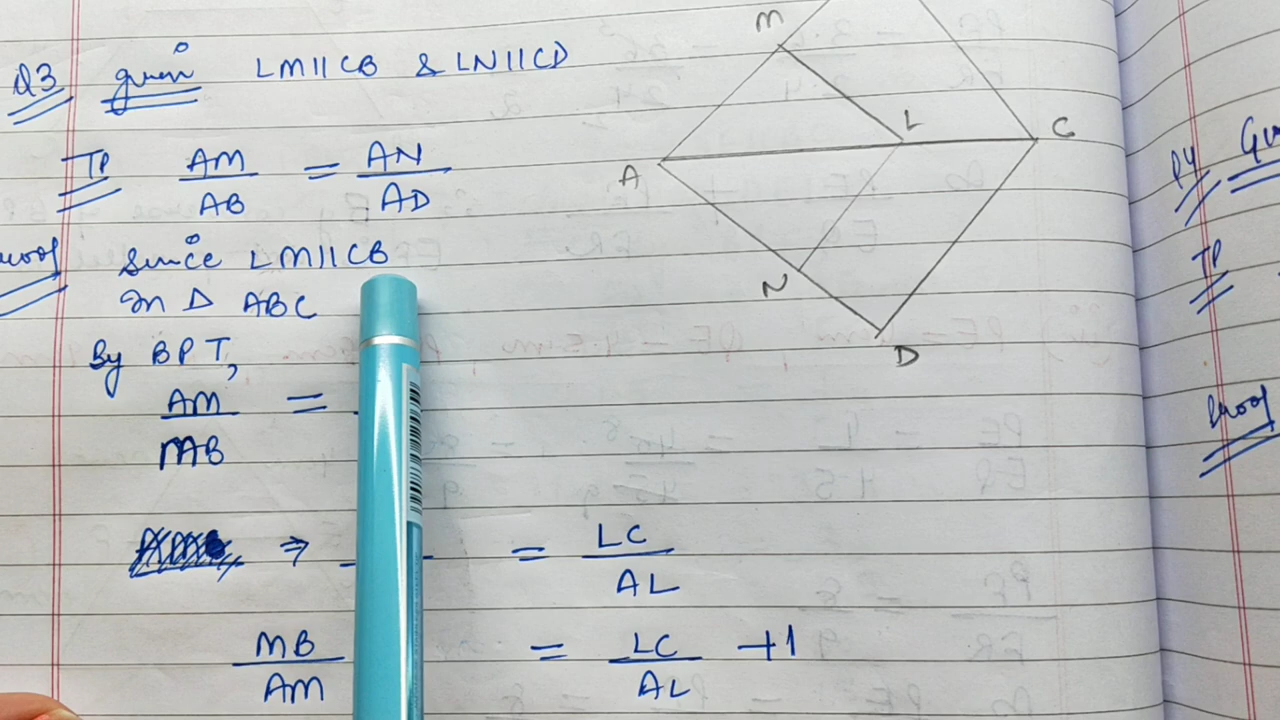 Q3 given LM||CB & LN||CD
TP AM/AB = AN/AD
Since LM||CB
In Δ ABC
By BPT,
AM/MB =
⇒ = LC/AL
MB/AM = LC/AL +1
M
L
C
A
N
D
TP